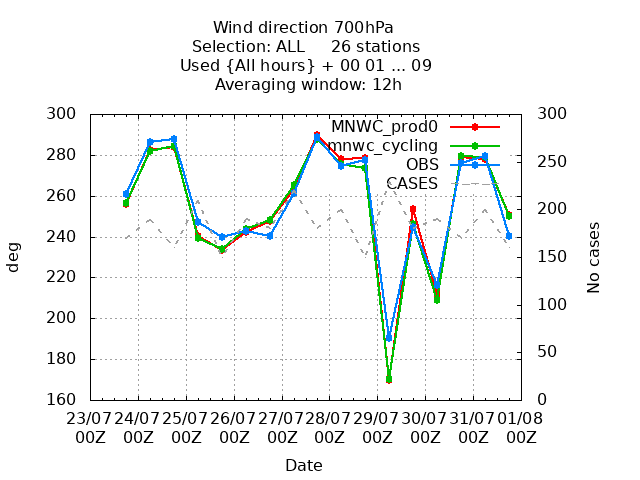 Wind direction 700hPa
Selection: ALL     26 stations
Used {All hours} + 00 01 ... 09
Averaging window: 12h
MNWC_prod0
mnwc_cycling
OBS
CASES
300
280
260
240
220
200
180
160
deg
300
250
200
150
100
50
0
No cases
23/07 24/07 25/07 26/07 27/07 28/07 29/07 30/07 31/07 01/08
00Z 00Z 00Z 00Z 00Z 00Z 00Z 00Z 00Z 00Z
Date